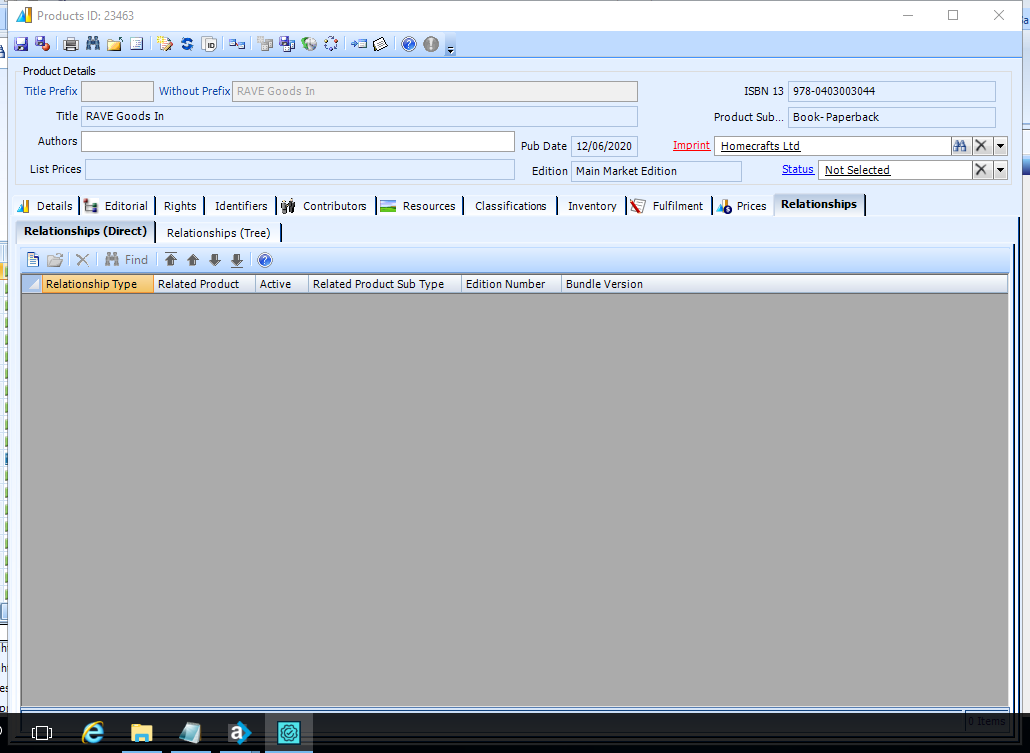 Products ID: 23463
Product Details
Title Prefix Without Prefix RAVE Goods In ISBN 13 978-0403003044
Title RAVE Goods In Product Sub... Book- Paperback
Authors Pub Date 12/06/2020 Imprint Homecrafts Ltd
List Prices Edition Main Market Edition Status Not Selected
Details Editorial Rights Identifiers Contributors Resources Classifications Inventory Fulfilment Prices Relationships
Relationships (Direct) Relationships (Tree)
Find
Relationship Type Related Product Active Related Product Sub Type Edition Number Bundle Version
0 Items